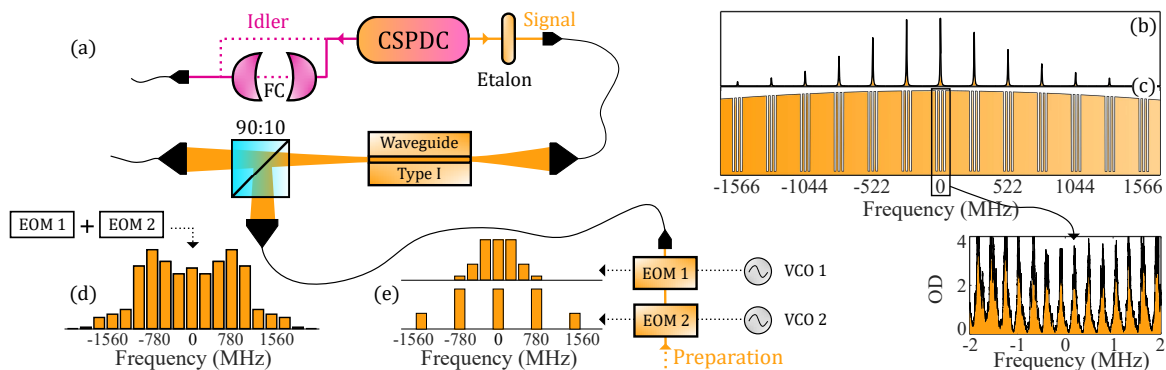 (a)
Idler
CSPDC
Signal
FC
Etalon
90:10
Waveguide
Type I
EOM 1 + EOM 2
(d)
-1560 -780 0 780 1560
Frequency (MHz)
(e)
-1560 -780 0 780 1560
Frequency (MHz)
EOM 1
VCO 1
EOM 2
VCO 2
Preparation
(b)
(c)
-1566 -1044 -522 0 522 1044 1566
Frequency (MHz)
4
2
0
OD
-2 -1 0 1 2
Frequency (MHz)